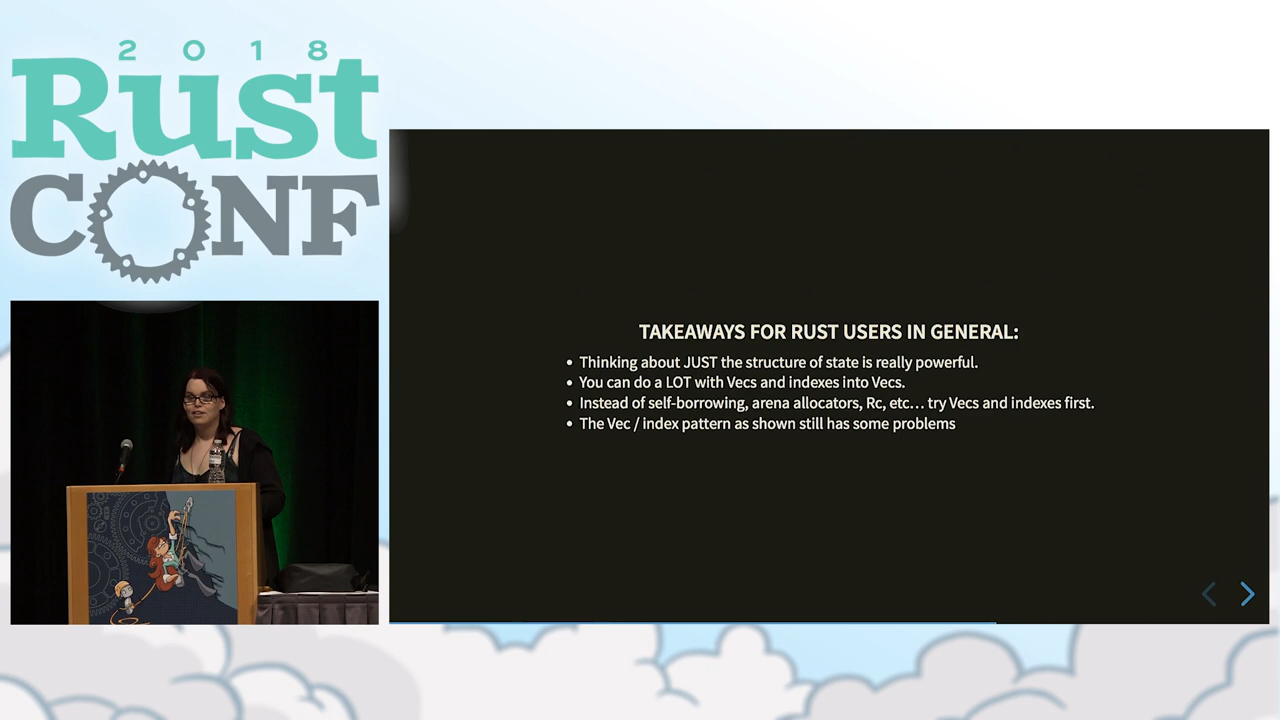 2018
Rust
CONF
TAKEAWAYS FOR RUST USERS IN GENERAL:
• Thinking about JUST the structure of state is really powerful.
• You can do a LOT with Vecs and indexes into Vecs.
• Instead of self-borrowing, arena allocators, Rc, etc… try Vecs and indexes first.
• The Vec / index pattern as shown still has some problems